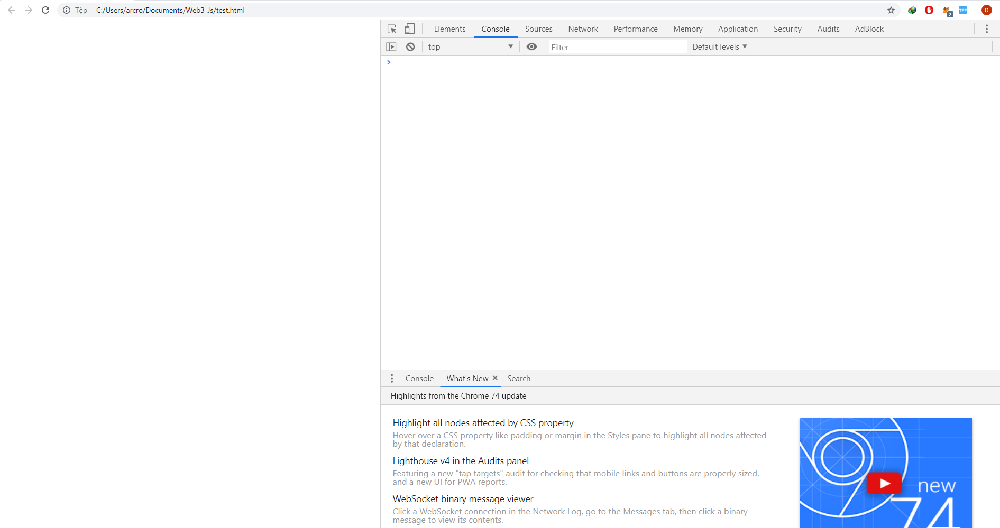 Tệp C:/Users/arcro/Documents/Web3-Js/test.html
2 TFF D
Elements Console Sources Network Performance Memory Application Security Audits AdBlock
top Filter Default levels
Console What's New Search
Highlights from the Chrome 74 update
Highlight all nodes affected by CSS property
Hover over a CSS property like padding or margin in the Styles pane to highlight all nodes affected
by that declaration.
Lighthouse v4 in the Audits panel
Featuring a new "tap targets" audit for checking that mobile links and buttons are properly sized,
and a new UI for PWA reports.
WebSocket binary message viewer
Click a WebSocket connection in the Network Log, go to the Messages tab, then click a binary
message to view its contents.
new
74